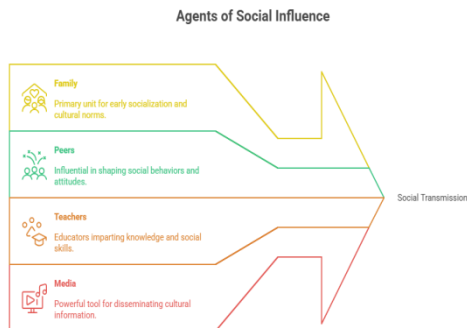 Agents of Social Influence
Family
Primary unit for early socialization and
cultural norms.
Peers
Influential in shaping social behaviors and
attitudes.
Teachers
Educators imparting knowledge and social
skills.
Media
Powerful tool for disseminating cultural
information.
Social Transmission